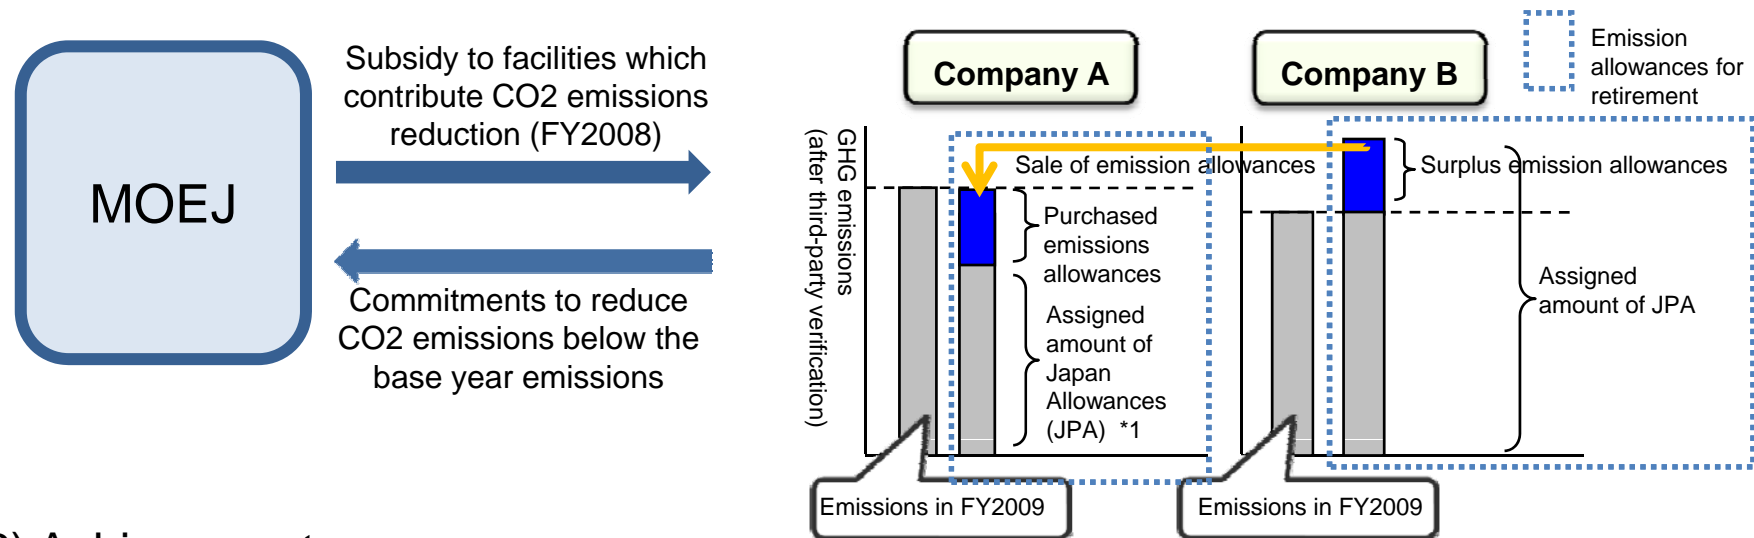 MOEJ
Subsidy to facilities which
contribute CO2 emissions
reduction (FY2008)
Commitments to reduce
CO2 emissions below the
base year emissions
Company A
Company B
Emission
allowances for
retirement
GHG emissions
(after third-party verification)
Sale of emission allowances
Surplus emission allowances
Purchased
emissions
allowances
Assigned
amount of
Japan
Allowances
(JPA) *1
Assigned
amount of JPA
Emissions in FY2009
Emissions in FY2009